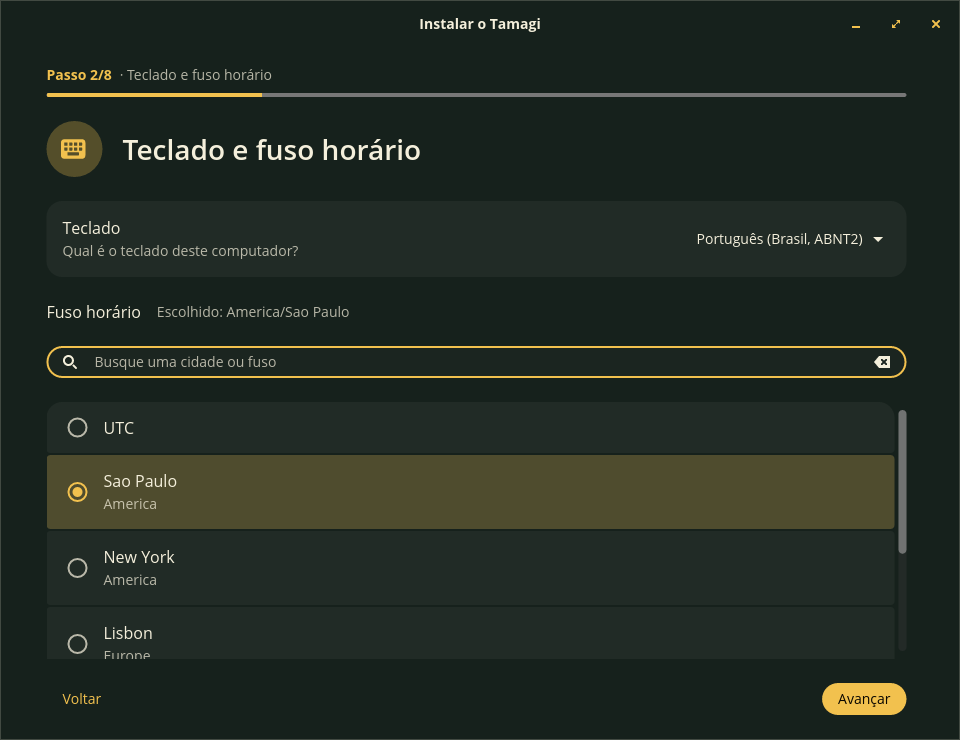 Instalar o Tamagi
Passo 2/8 · Teclado e fuso horário
Teclado e fuso horário
Teclado
Qual é o teclado deste computador?
Português (Brasil, ABNT2)
Fuso horário Escolhido: America/Sao Paulo
Busque uma cidade ou fuso
UTC
Sao Paulo
America
New York
America
Lisbon
Europe
Voltar
Avançar